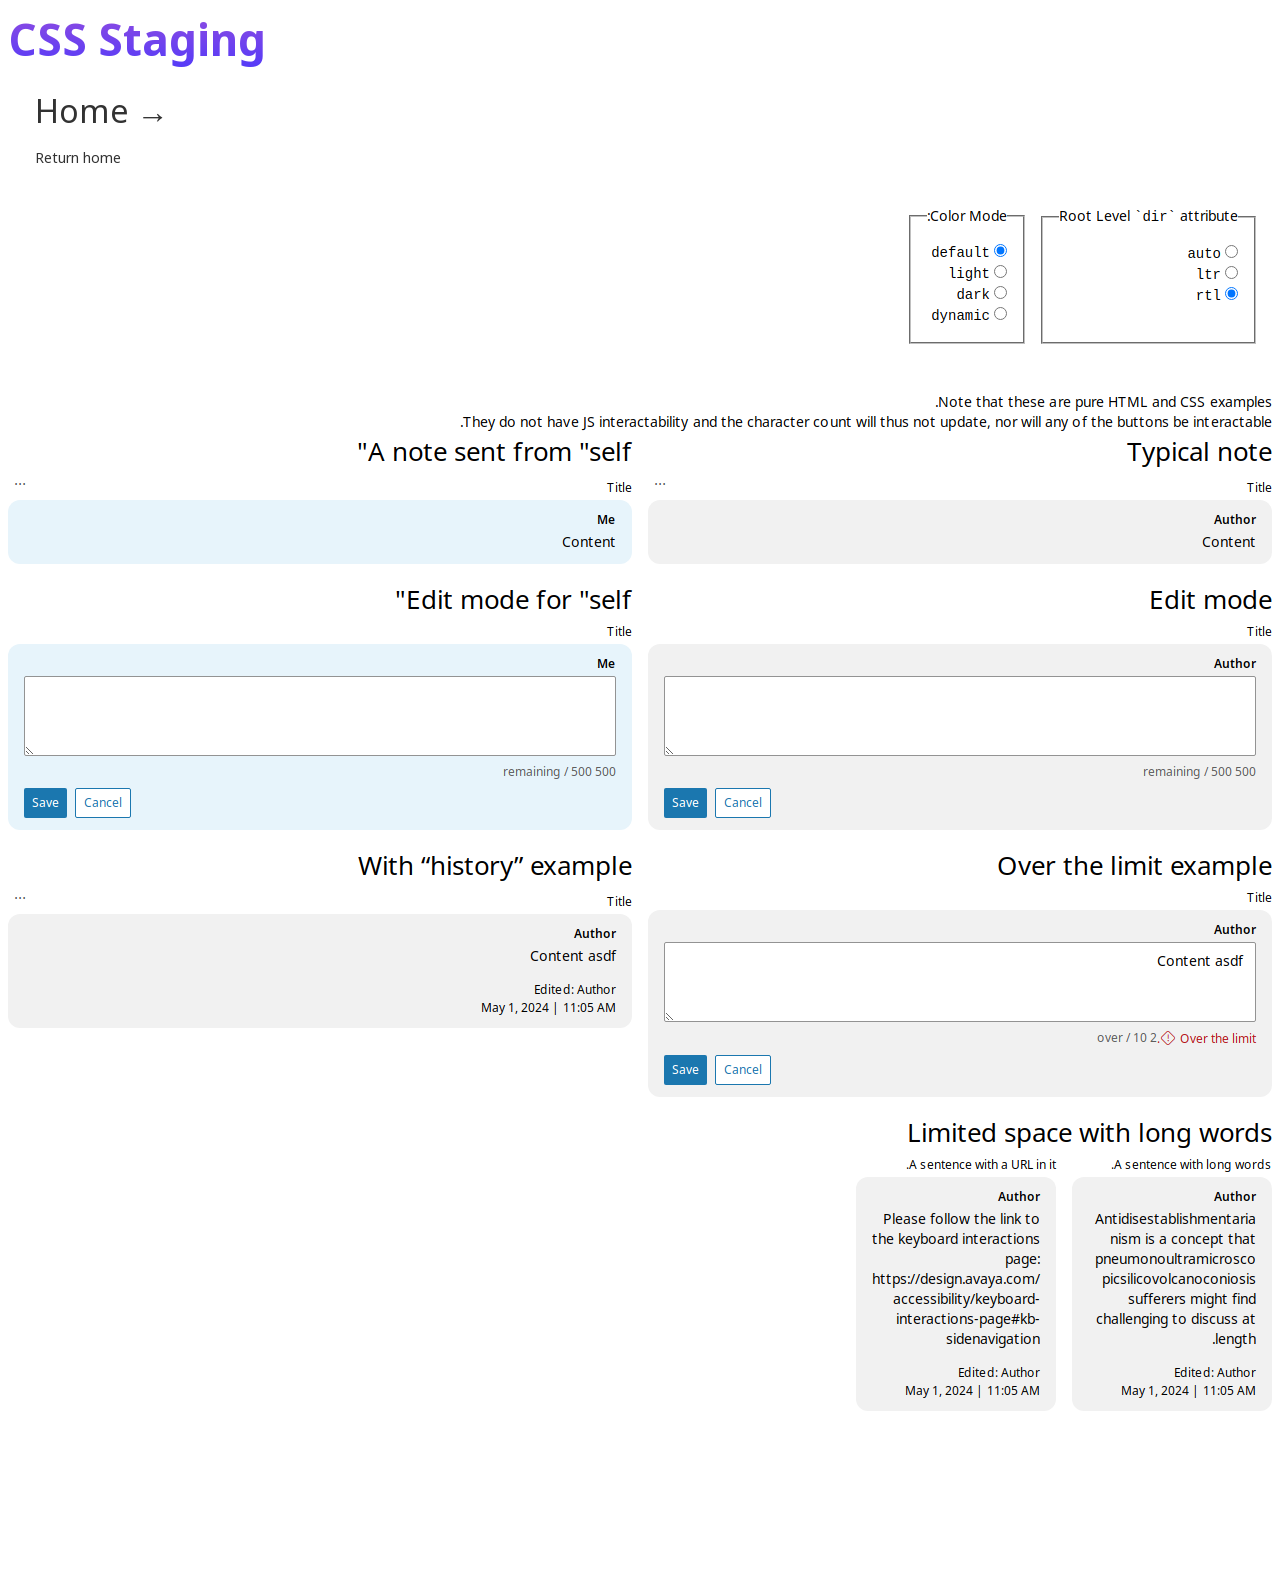 CSS Staging
Home →
Return home
Root Level `dir` attribute
auto
ltr
rtl
:Color Mode
default
light
dark
dynamic
.Note that these are pure HTML and CSS examples
.They do not have JS interactability and the character count will thus not update, nor will any of the buttons be interactable
Typical note
Title
...
Author
Content
"A note sent from "self
Title
...
Me
Content
Edit mode
Title
Author
remaining / 500 500
Save
Cancel
"Edit mode for "self
Title
Me
remaining / 500 500
Save
Cancel
Over the limit example
Title
Author
Content asdf
over / 10 2. Over the limit
Save
Cancel
With “history” example
Title
...
Author
Content asdf
Edited: Author
May 1, 2024 | 11:05 AM
Limited space with long words
.A sentence with long words
Author
Antidisestablishmentaria
nism is a concept that
pneumonoultramicrosco
picsilicovolcanoconiosis
sufferers might find
challenging to discuss at
.length
Edited: Author
May 1, 2024 | 11:05 AM
.A sentence with a URL in it
Author
Please follow the link to
the keyboard interactions
page:
https://design.avaya.com/
accessibility/keyboard-
interactions-page#kb-
sidenavigation
Edited: Author
May 1, 2024 | 11:05 AM